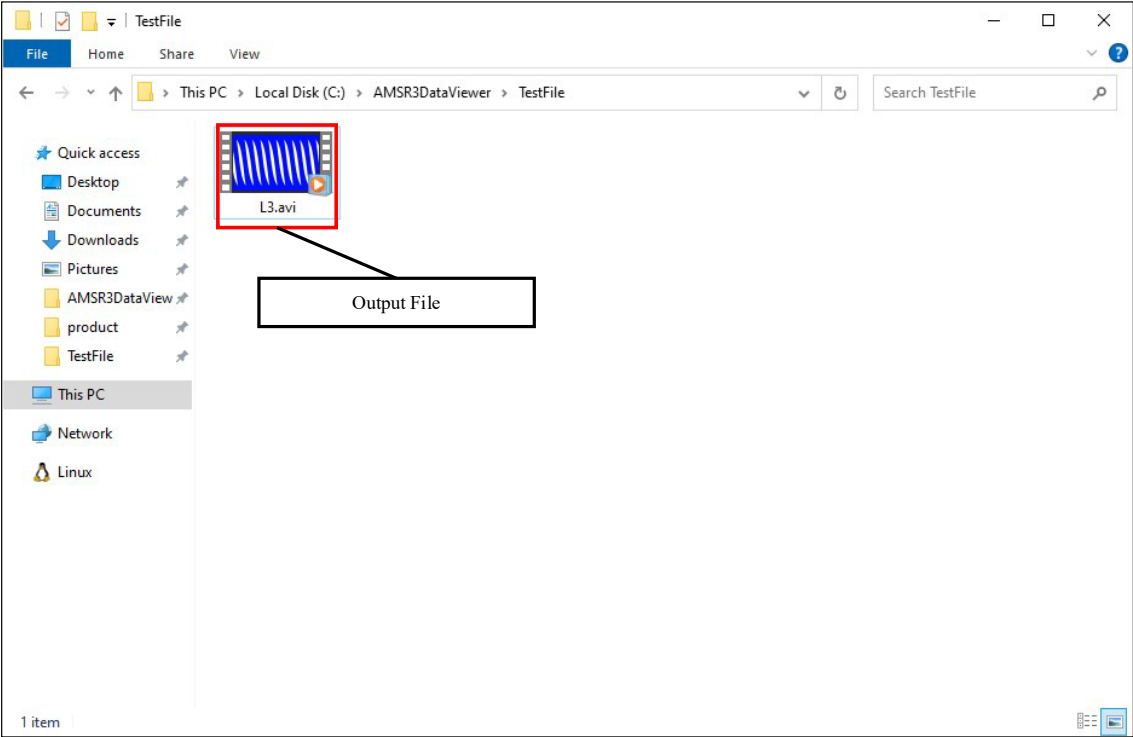 TestFile
File Home Share View
This PC > Local Disk (C:) > AMSR3DataViewer > TestFile
Search TestFile
Quick access
Desktop
Documents
Downloads
Pictures
AMSR3DataView
product
TestFile
This PC
Network
Linux
L3.avi
Output File
1 item